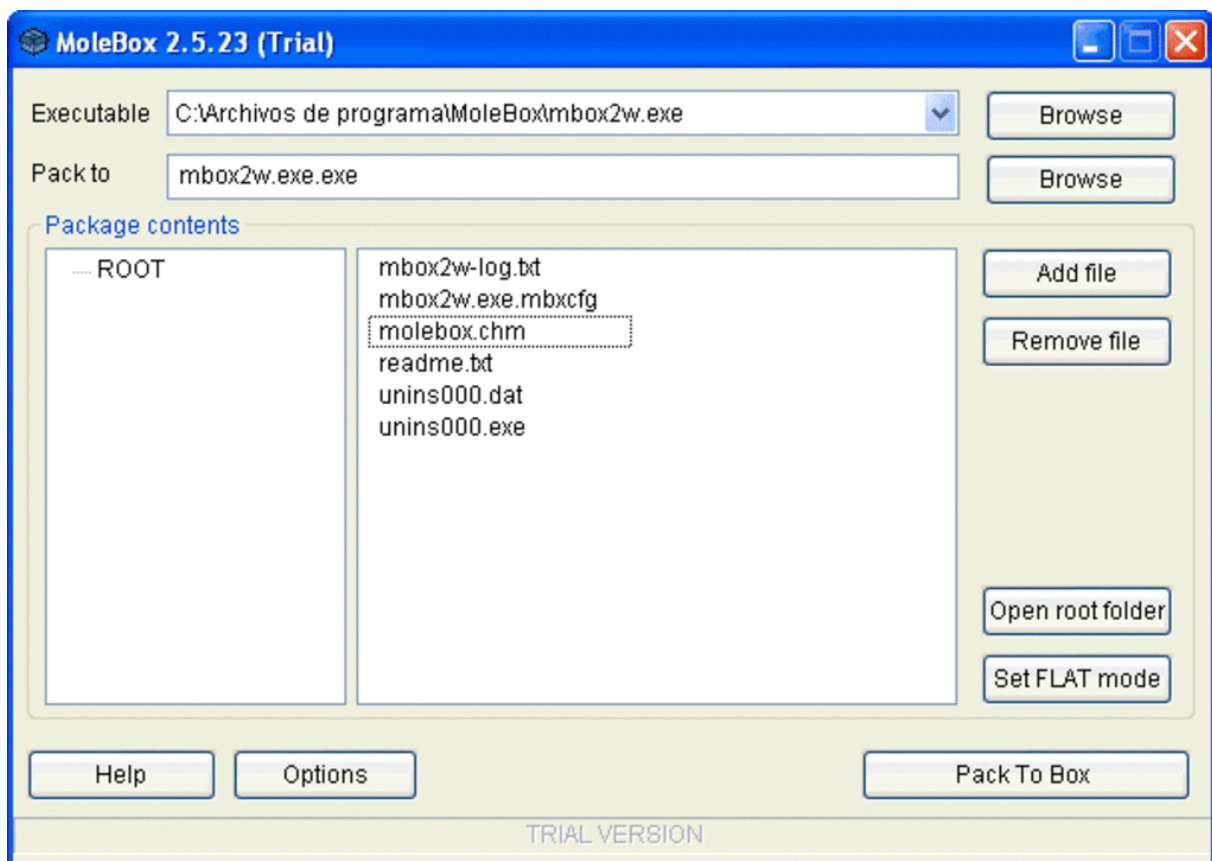 MoleBox 2.5.23 (Trial)
Executable C:\Archivos de programa\MoleBox\mbox2w.exe Browse
Pack to mbox2w.exe.exe Browse
Package contents
ROOT
mbox2w-log.txt
mbox2w.exe.mbxcfg
molebox.chm
readme.txt
unins000.dat
unins000.exe
Add file
Remove file
Open root folder
Set FLAT mode
Help Options Pack To Box
TRIAL VERSION